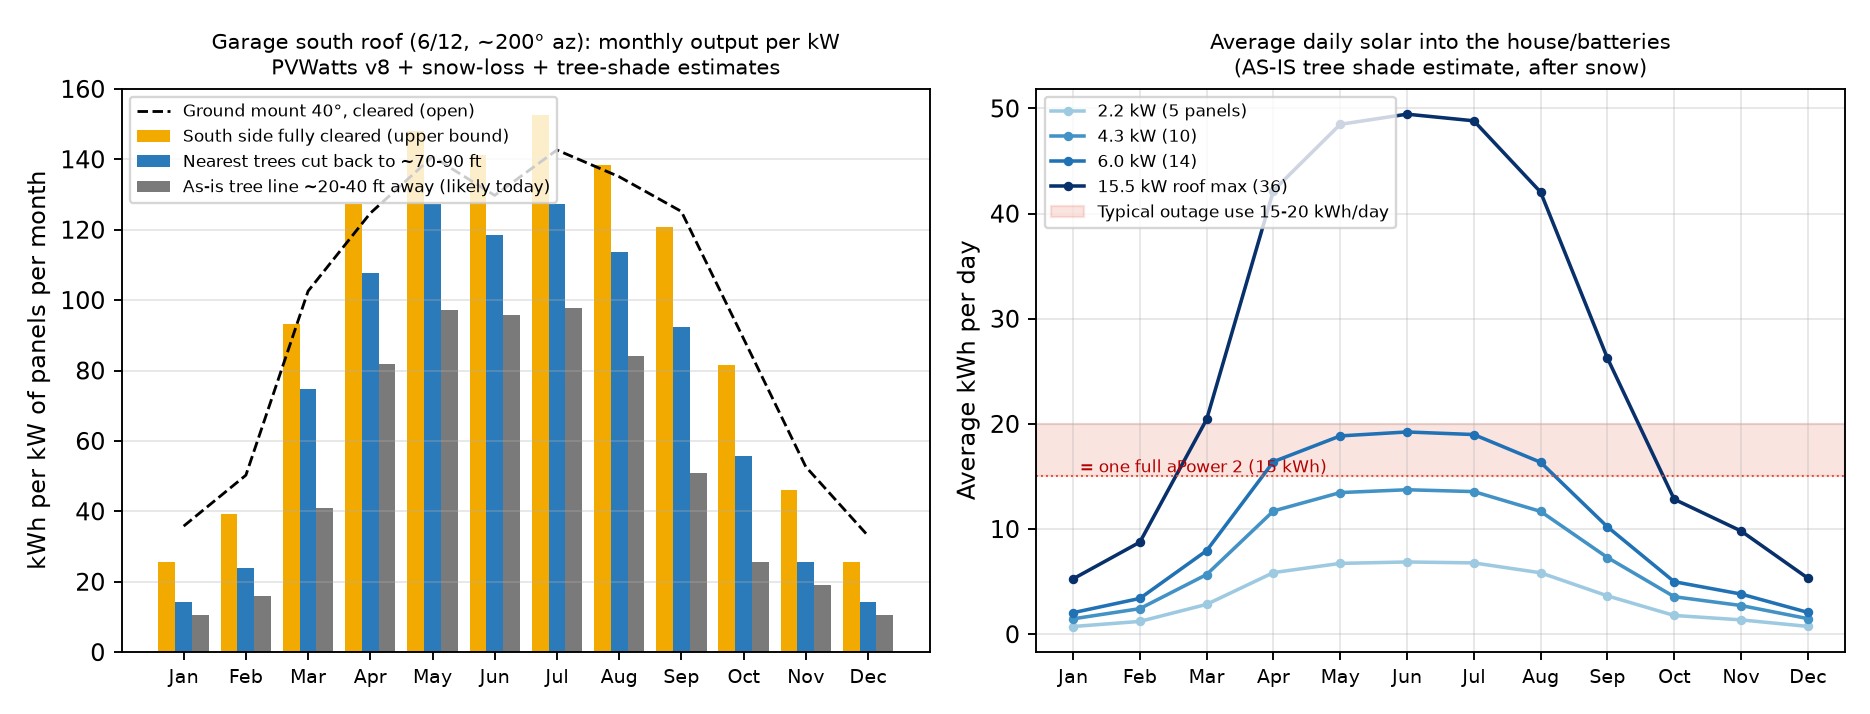 Garage south roof (6/12, ~200° az): monthly output per kW
PVWatts v8 + snow-loss + tree-shade estimates
kWh per kW of panels per month
160
140
120
100
80
60
40
20
0
Ground mount 40°, cleared (open)
South side fully cleared (upper bound)
Nearest trees cut back to ~70-90 ft
As-is tree line ~20-40 ft away (likely today)
Jan Feb Mar Apr May Jun Jul Aug Sep Oct Nov Dec
Average daily solar into the house/batteries
(AS-IS tree shade estimate, after snow)
Average kWh per day
50
40
30
20
10
0
2.2 kW (5 panels)
4.3 kW (10)
6.0 kW (14)
15.5 kW roof max (36)
Typical outage use 15-20 kWh/day
= one full aPower 2 (15 kWh)
Jan Feb Mar Apr May Jun Jul Aug Sep Oct Nov Dec